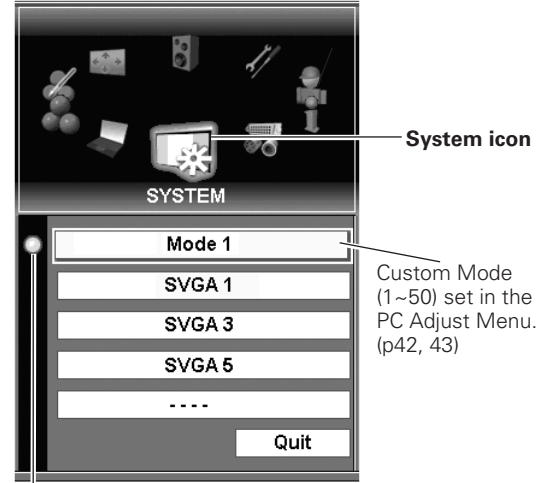 System icon
SYSTEM
Mode 1
SVGA 1
SVGA 3
SVGA 5
- - - -
Quit
Custom Mode
(1~50) set in the
PC Adjust Menu.
(p42, 43)